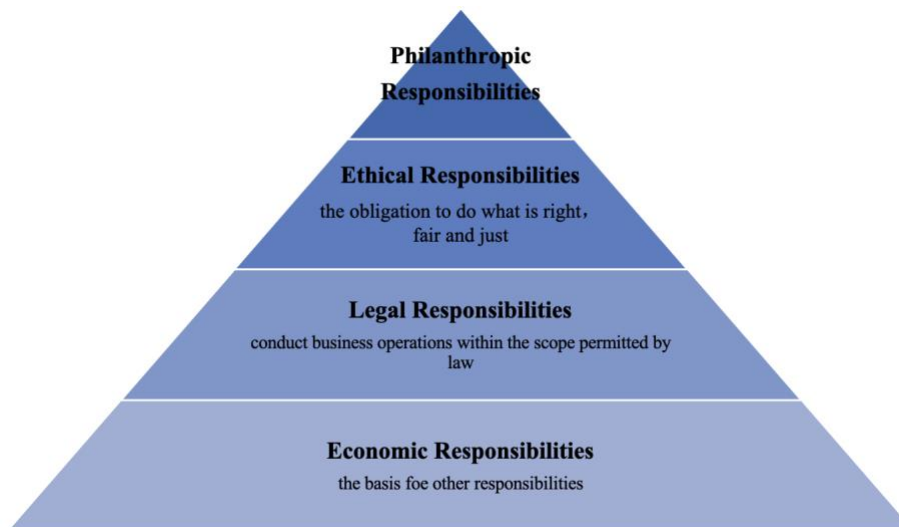 Philanthropic
Responsibilities
Ethical Responsibilities
the obligation to do what is right，
fair and just
Legal Responsibilities
conduct business operations within the scope permitted by
law
Economic Responsibilities
the basis foe other responsibilities